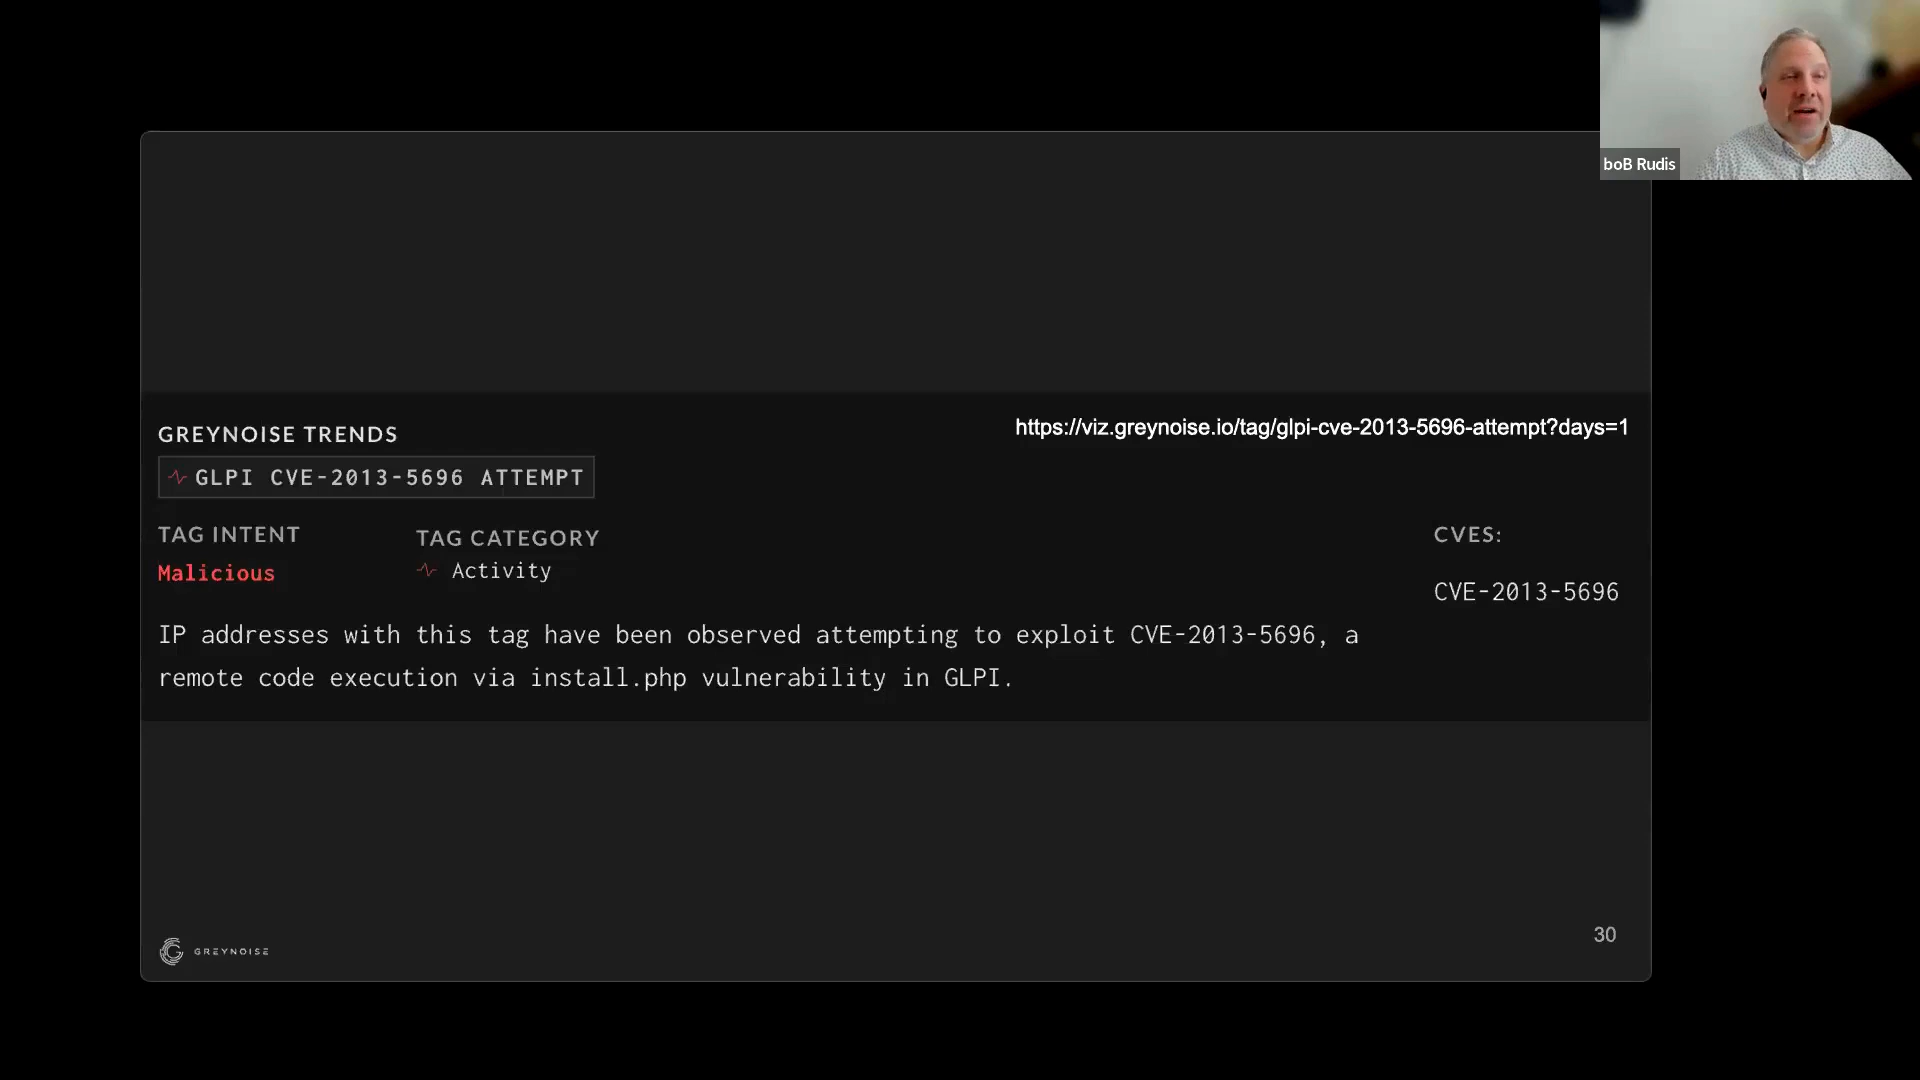 boB Rudis
GREYNOISE TRENDS
https://viz.greynoise.io/tag/glpi-cve-2013-5696-attempt?days=1
GLPI CVE-2013-5696 ATTEMPT
TAG INTENT
TAG CATEGORY
CVES:
Malicious
Activity
CVE-2013-5696
IP addresses with this tag have been observed attempting to exploit CVE-2013-5696, a
remote code execution via install.php vulnerability in GLPI.
GREYNOISE
30